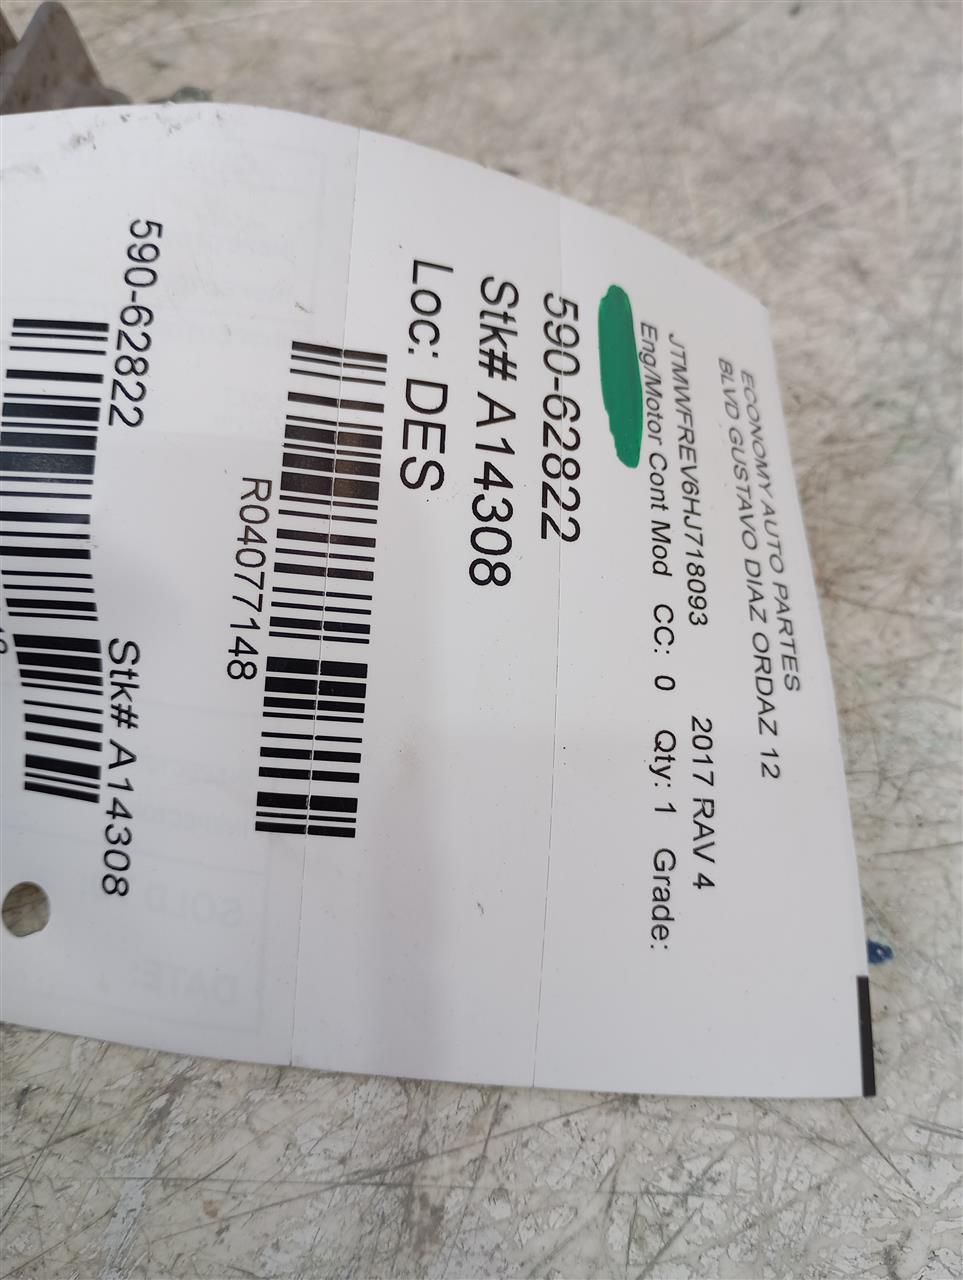 ECONOMY AUTO PARTES
BLVD GUSTAVO DIAZ ORDAZ 12
JTMWFREV6HJ718093 2017 RAV 4
Eng/Motor Cont Mod CC: 0 Qty: 1 Grade:
590-62822
Stk# A14308
Loc: DES
R04077148
590-62822 Stk# A14308